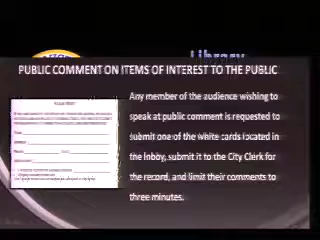 Library
PUBLIC COMMENT ON ITEMS OF INTEREST TO THE PUBLIC
Any member of the audience wishing to
speak at public comment is requested to
submit one of the white cards located in
the lobby, submit it to the City Clerk for
the record, and limit their comments to
three minutes.